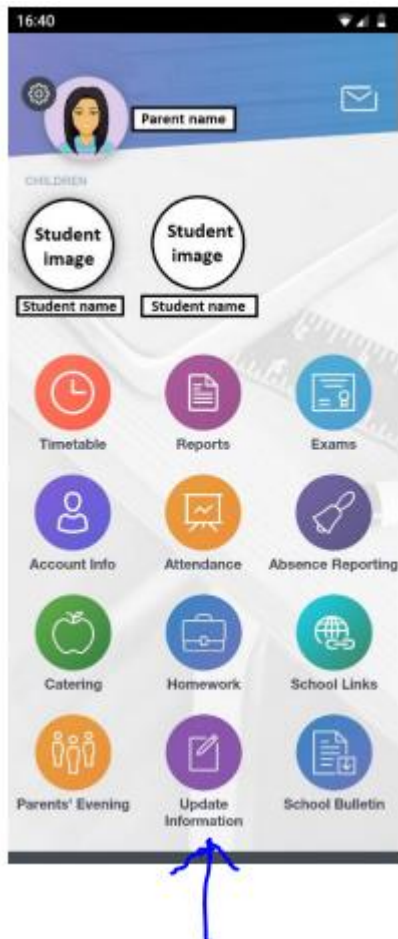 16:40
Parent name
CHILDREN
Student image
Student image
Student name
Student name
Timetable
Reports
Exams
Account Info
Attendance
Absence Reporting
Catering
Homework
School Links
Parents' Evening
Update Information
School Bulletin